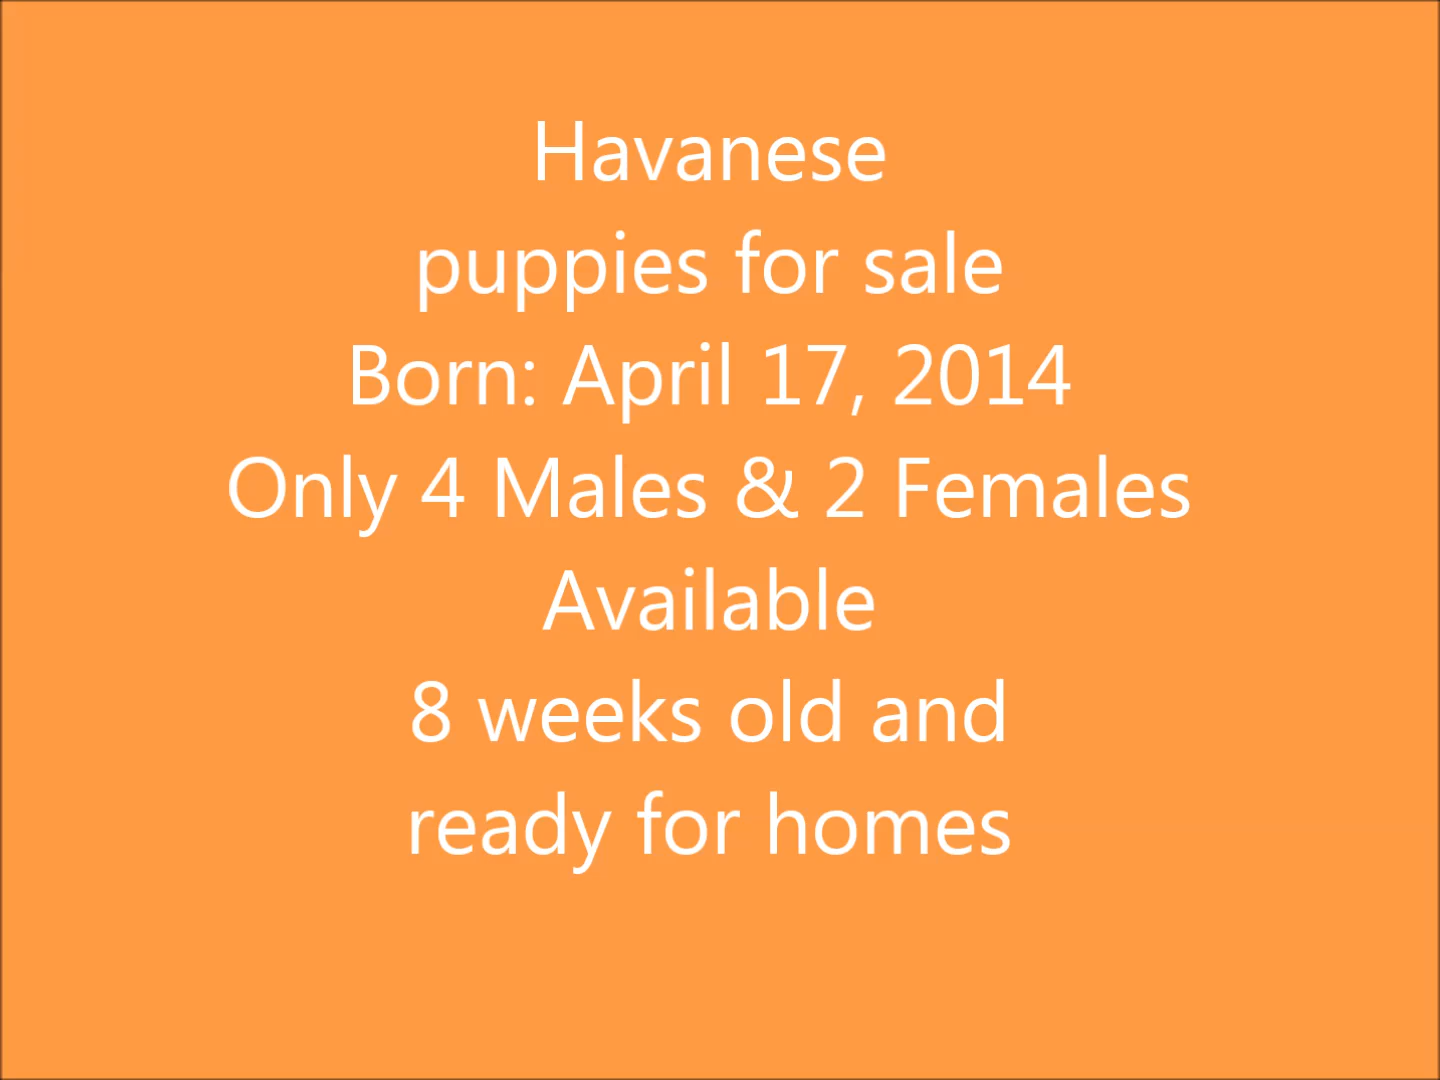 Havanese
puppies for sale
Born: April 17, 2014
Only 4 Males & 2 Females
Available
8 weeks old and
ready for homes